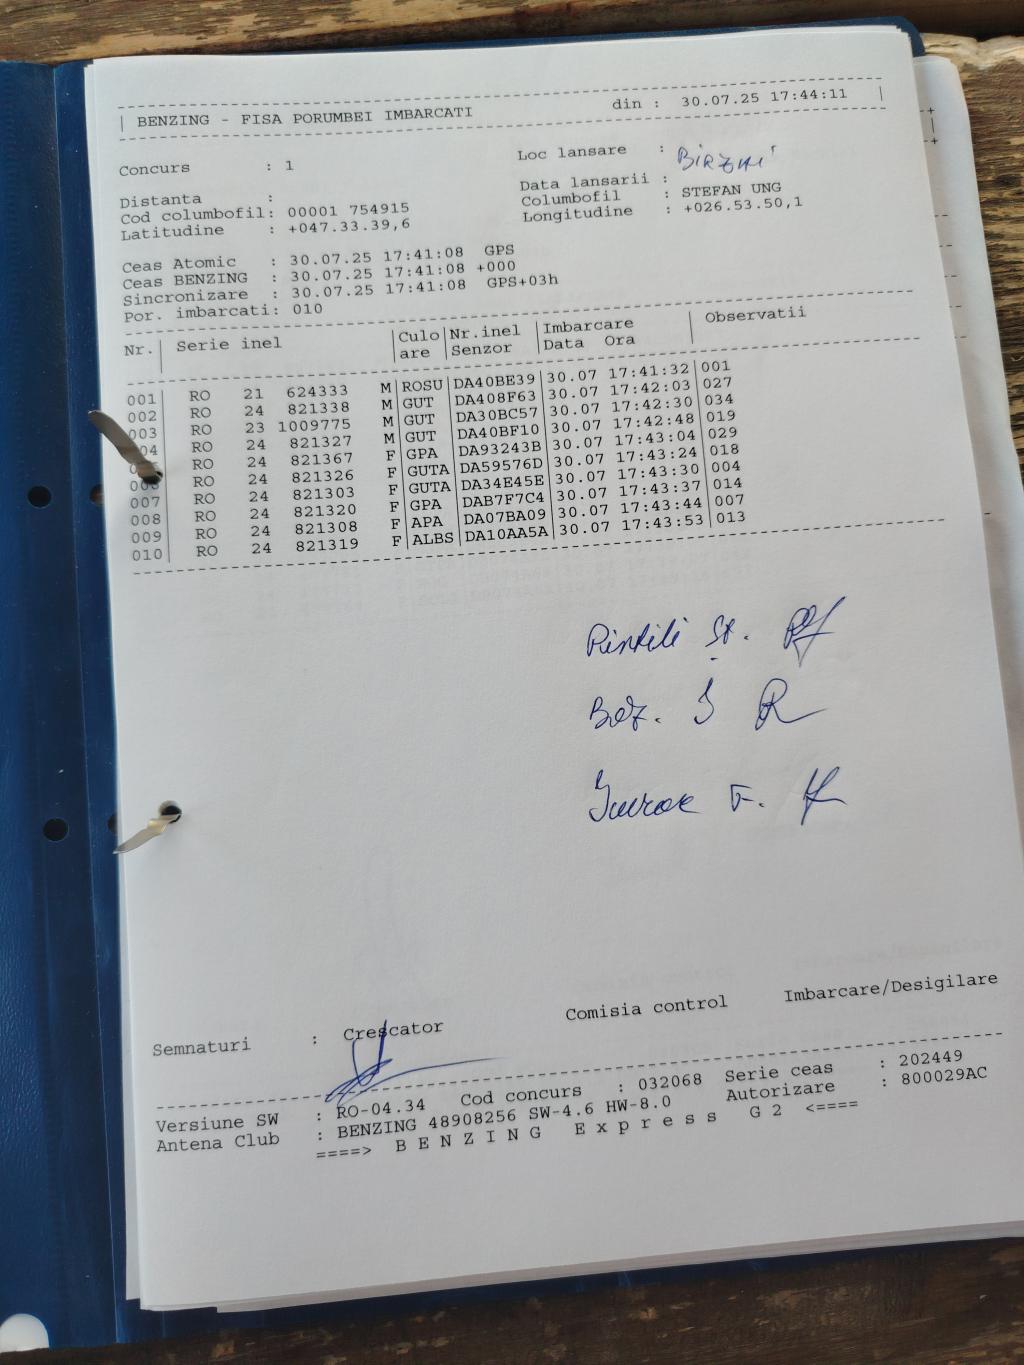 BENZING - FISA PORUMBEI IMBARCATI din : 30.07.25 17:44:11
Concurs : 1 Loc lansare :
Distanta : Data lansarii :
Cod columbofil: 00001 754915 Columbofil : STEFAN UNG
Latitudine : +047.33.39,6 Longitudine : +026.53.50,1
Ceas Atomic : 30.07.25 17:41:08 GPS
Ceas BENZING : 30.07.25 17:41:08 +000
Sincronizare : 30.07.25 17:41:08 GPS+03h
Por. imbarcati: 010
Nr. Serie inel Culo Nr.inel Imbarcare Observatii
are Senzor Data Ora
001 RO 21 624333 M ROSU DA40BE39 30.07 17:41:32 001
002 RO 24 821338 M GUT DA408F63 30.07 17:42:03 027
003 RO 23 1009775 M GUT DA30BC57 30.07 17:42:30 034
04 RO 24 821327 M GUT DA40BF10 30.07 17:42:48 019
RO 24 821367 F GPA DA93243B 30.07 17:43:04 029
006 RO 24 821326 F GUTA DA59576D 30.07 17:43:24 018
007 RO 24 821303 F GUTA DA34E45E 30.07 17:43:30 004
008 RO 24 821320 F GPA DAB7F7C4 30.07 17:43:37 014
009 RO 24 821308 F APA DA07BA09 30.07 17:43:44 007
010 RO 24 821319 F ALBS DA10AA5A 30.07 17:43:53 013
Pintili St.
Semnaturi : Crescator Comisia control Imbarcare/Desigilare
Versiune SW : RO-04.34 Cod concurs : 032068 Serie ceas : 202449
Antena Club : BENZING 48908256 SW-4.6 HW-8.0 Autorizare : 800029AC
====> B E N Z I N G E x p r e s s G 2 <====